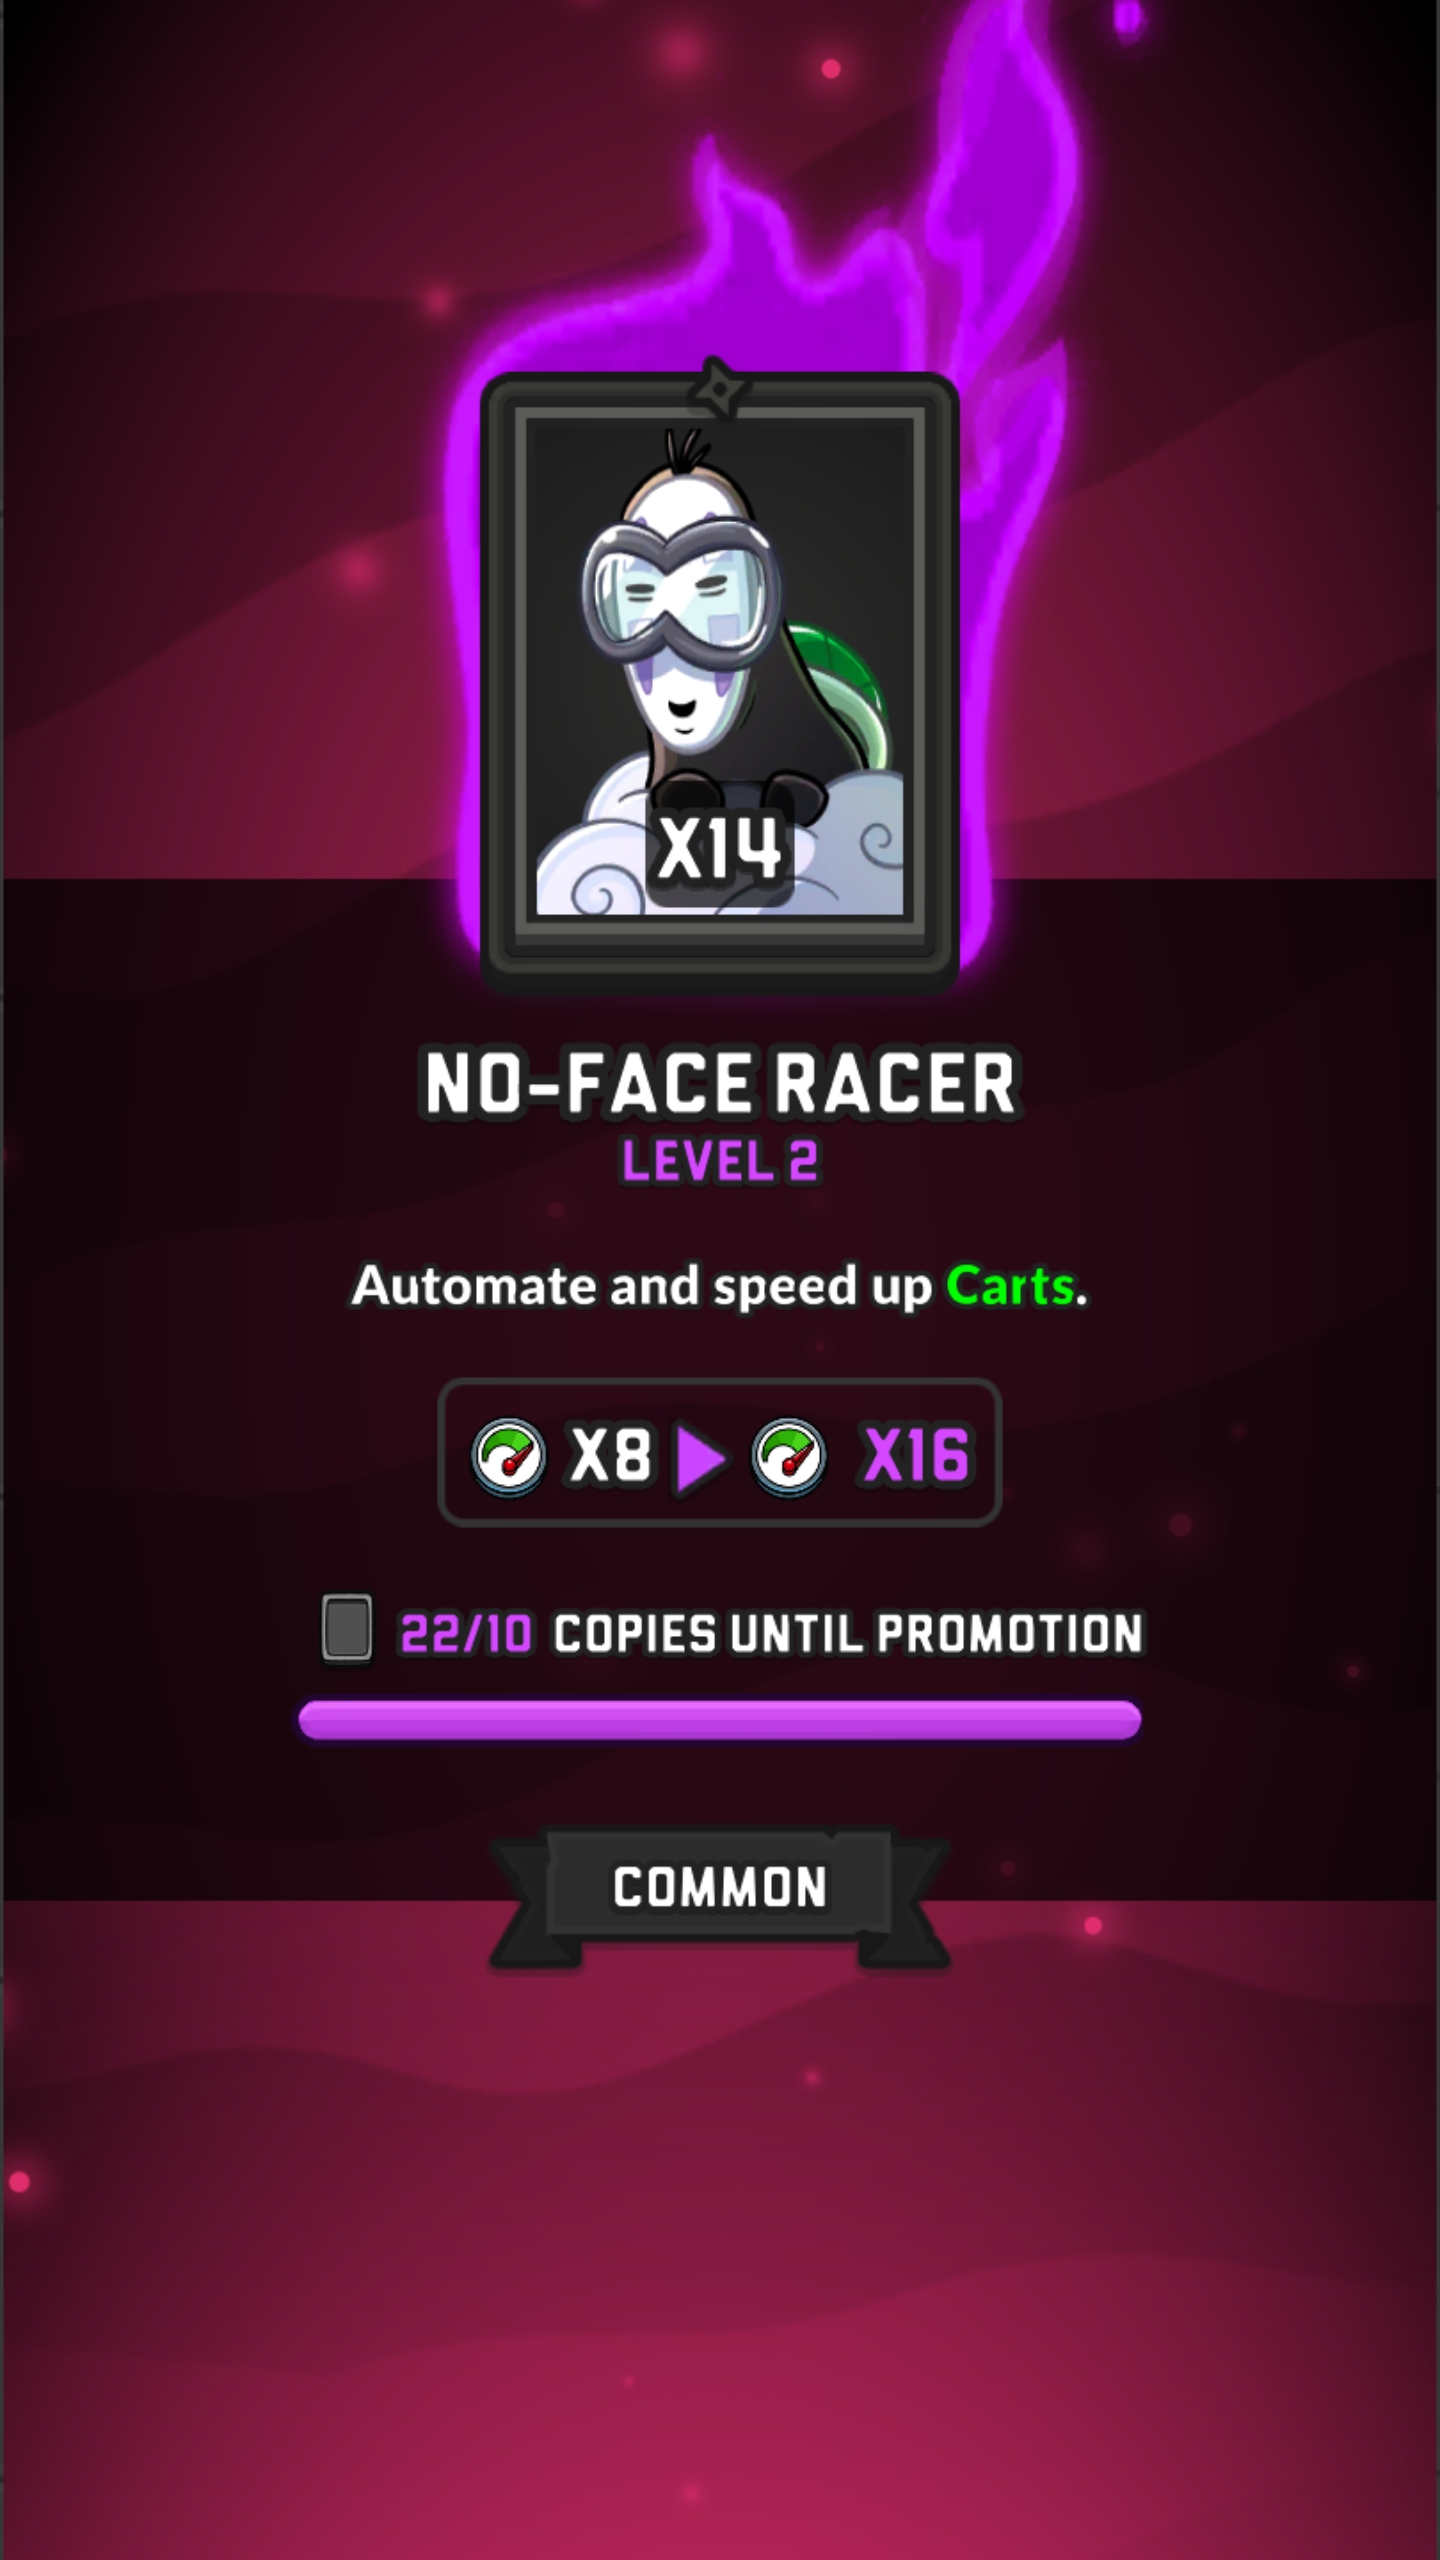 X14
NO-FACE RACER
LEVEL 2
Automate and speed up Carts.
X8 X16
22/10 COPIES UNTIL PROMOTION
COMMON